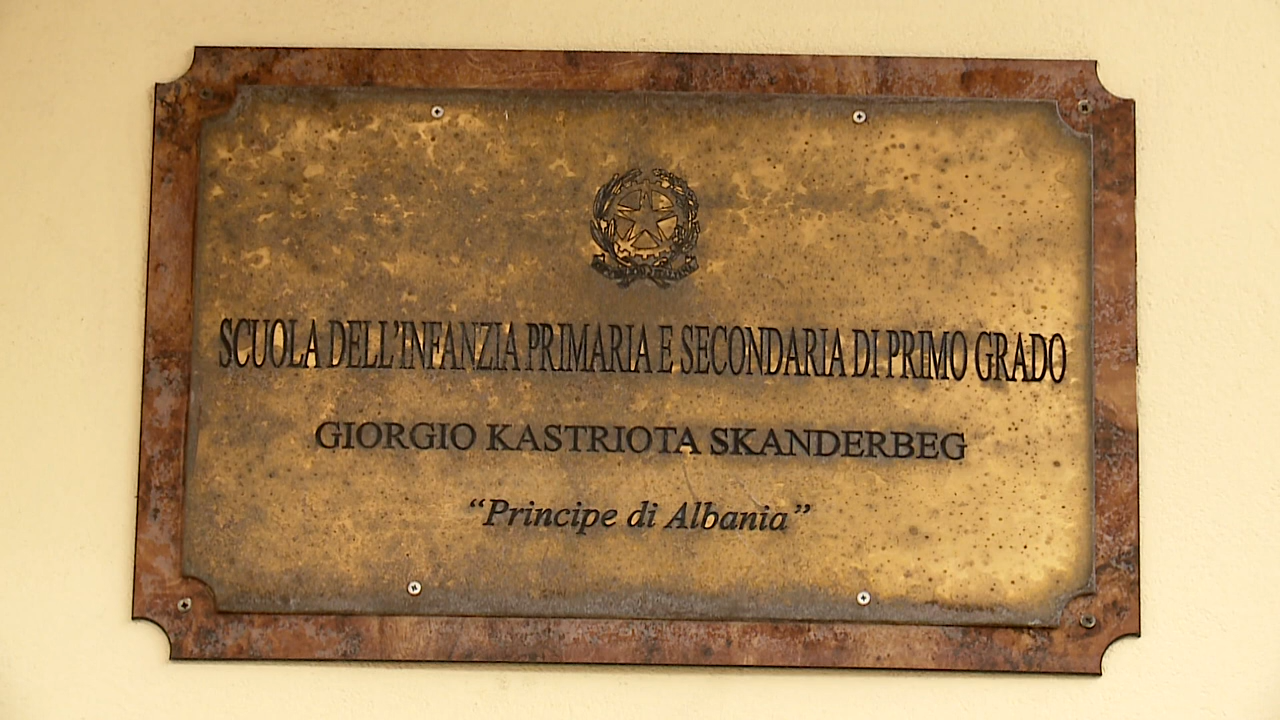 SCUOLA DELL'INFANZIA PRIMARIA E SECONDARIA DI PRIMO GRADO
GIORGIO KASTRIOTA SKANDERBEG
“Principe di Albania”